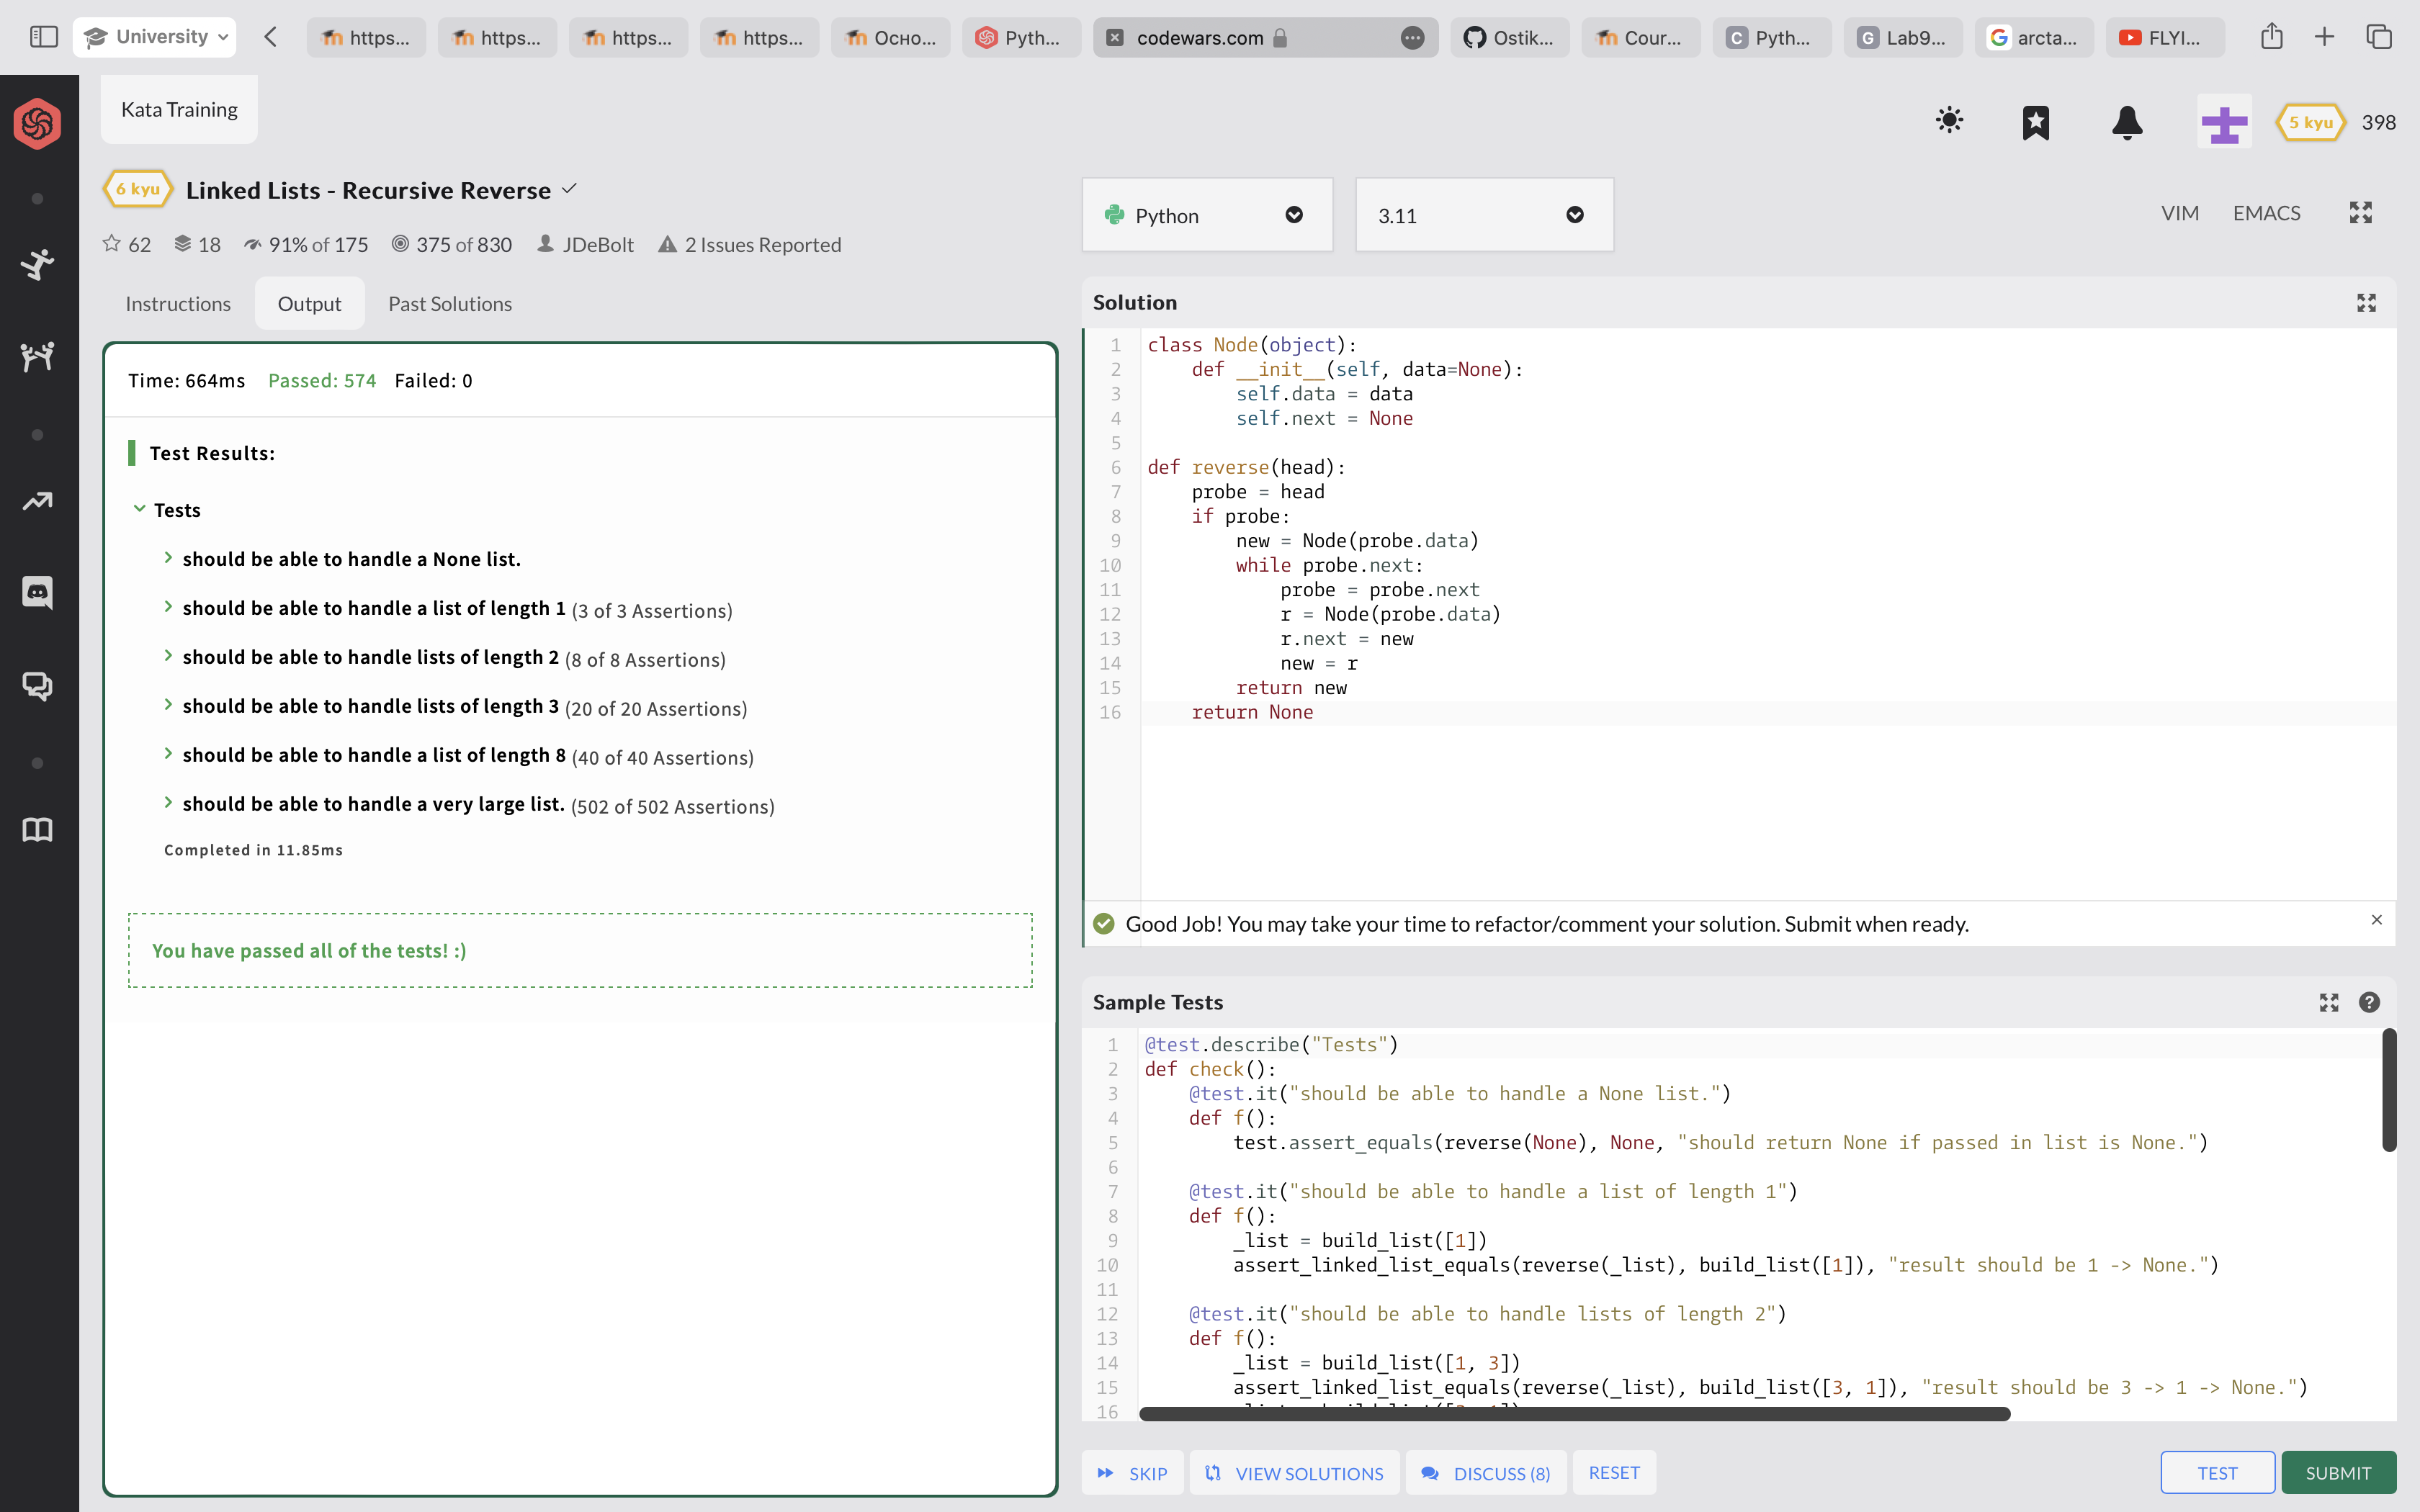 University
https...
https...
https...
https...
Осно...
Pyth...
codewars.com
Ostik...
Cour...
C Pyth...
G Lab9...
arcta...
FLYI...
Kata Training
5 kyu 398
6 kyu Linked Lists - Recursive Reverse
62 18 91% of 175 375 of 830 JDeBolt 2 Issues Reported
Python
3.11
VIM EMACS
Instructions Output Past Solutions
Time: 664ms Passed: 574 Failed: 0
Test Results:
Tests
should be able to handle a None list.
should be able to handle a list of length 1 (3 of 3 Assertions)
should be able to handle lists of length 2 (8 of 8 Assertions)
should be able to handle lists of length 3 (20 of 20 Assertions)
should be able to handle a list of length 8 (40 of 40 Assertions)
should be able to handle a very large list. (502 of 502 Assertions)
Completed in 11.85ms
You have passed all of the tests! :)
Solution
1 class Node(object):
2 def __init__(self, data=None):
3 self.data = data
4 self.next = None
5
6 def reverse(head):
7 probe = head
8 if probe:
9 new = Node(probe.data)
10 while probe.next:
11 probe = probe.next
12 r = Node(probe.data)
13 r.next = new
14 new = r
15 return new
16 return None
Good Job! You may take your time to refactor/comment your solution. Submit when ready.
Sample Tests
1 @test.describe("Tests")
2 def check():
3 @test.it("should be able to handle a None list.")
4 def f():
5 test.assert_equals(reverse(None), None, "should return None if passed in list is None.")
6
7 @test.it("should be able to handle a list of length 1")
8 def f():
9 _list = build_list([1])
10 assert_linked_list_equals(reverse(_list), build_list([1]), "result should be 1 -> None.")
11
12 @test.it("should be able to handle lists of length 2")
13 def f():
14 _list = build_list([1, 3])
15 assert_linked_list_equals(reverse(_list), build_list([3, 1]), "result should be 3 -> 1 -> None.")
16
SKIP VIEW SOLUTIONS DISCUSS (8) RESET TEST SUBMIT